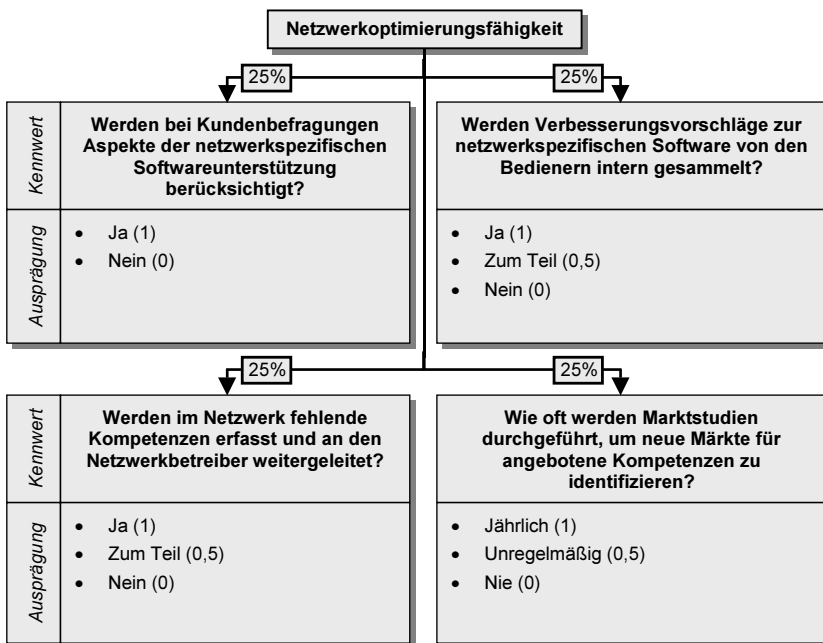 Netzwerkoptimierungsfähigkeit
25%
25%
Kennwert
Werden bei Kundenbefragungen
Aspekte der netzwerkspezifischen
Softwareunterstützung
berücksichtigt?
Ausprägung
• Ja (1)
• Nein (0)
Werden Verbesserungsvorschläge zur
netzwerkspezifischen Software von den
Bedienern intern gesammelt?
• Ja (1)
• Zum Teil (0,5)
• Nein (0)
25%
25%
Kennwert
Werden im Netzwerk fehlende
Kompetenzen erfasst und an den
Netzwerkbetreiber weitergeleitet?
Ausprägung
• Ja (1)
• Zum Teil (0,5)
• Nein (0)
Wie oft werden Marktstudien
durchgeführt, um neue Märkte für
angebotene Kompetenzen zu
identifizieren?
• Jährlich (1)
• Unregelmäßig (0,5)
• Nie (0)